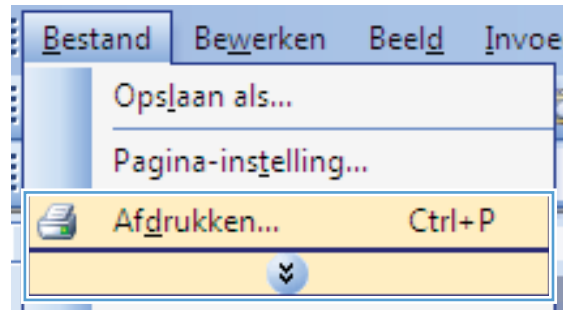 Bestand Bewerken Beeld Invoe
Opslaan als...
Pagina-instelling...
Afdrukken... Ctrl+P